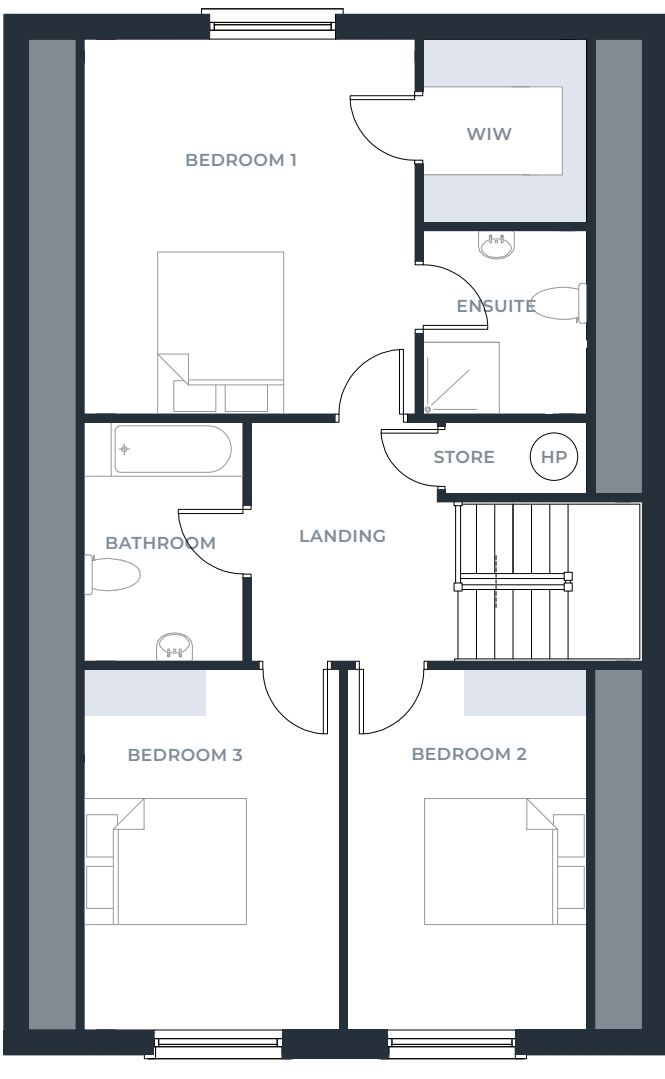 WIW
BEDROOM 1
ENSUITE
STORE
HP
LANDING
BATHROOM
BEDROOM 3
BEDROOM 2